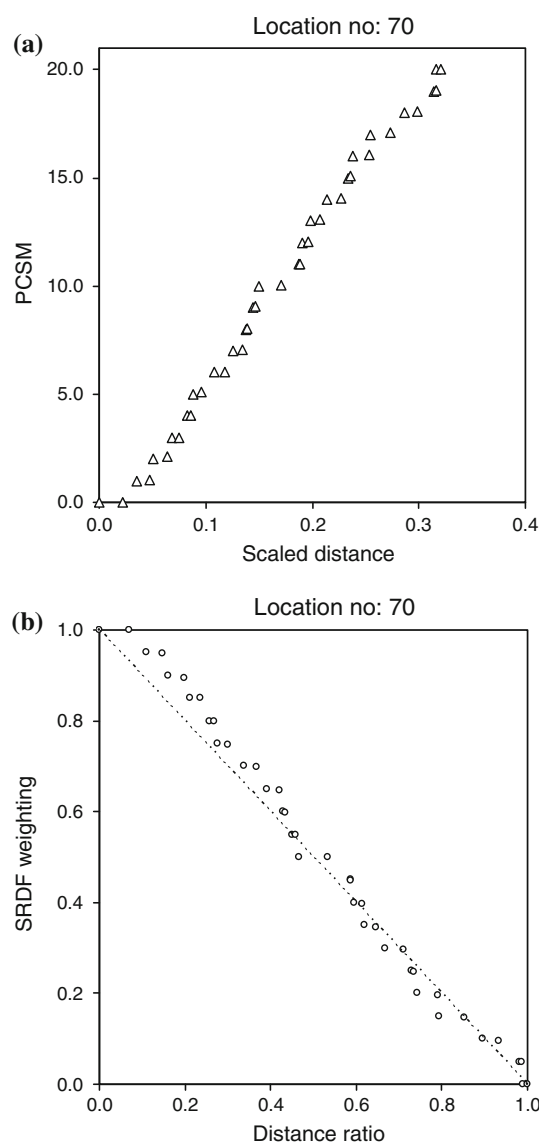 Location no: 70
(a)
20.0
15.0
10.0
5.0
0.0
PCSM
0.0 0.1 0.2 0.3 0.4
Scaled distance
Location no: 70
(b)
1.0
0.8
0.6
0.4
0.2
0.0
SRDF weighting
0.0 0.2 0.4 0.6 0.8 1.0
Distance ratio